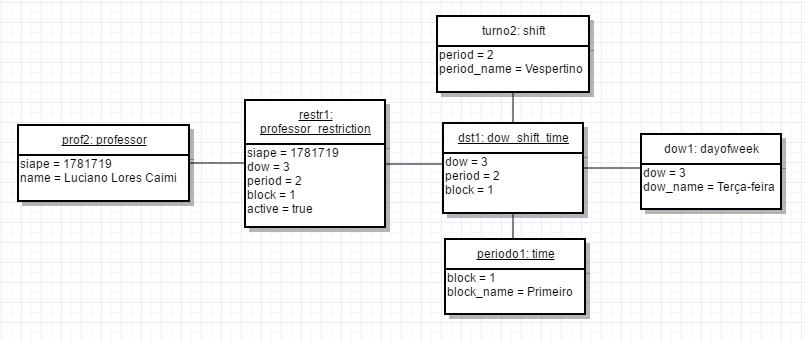 turno2: shift
period = 2
period_name = Vespertino
prof2: professor
siape = 1781719
name = Luciano Lores Caimi
restr1:
professor_restriction
siape = 1781719
dow = 3
period = 2
block = 1
active = true
dst1: dow_shift_time
dow = 3
period = 2
block = 1
dow1: dayofweek
dow = 3
dow_name = Terça-feira
periodo1: time
block = 1
block_name = Primeiro